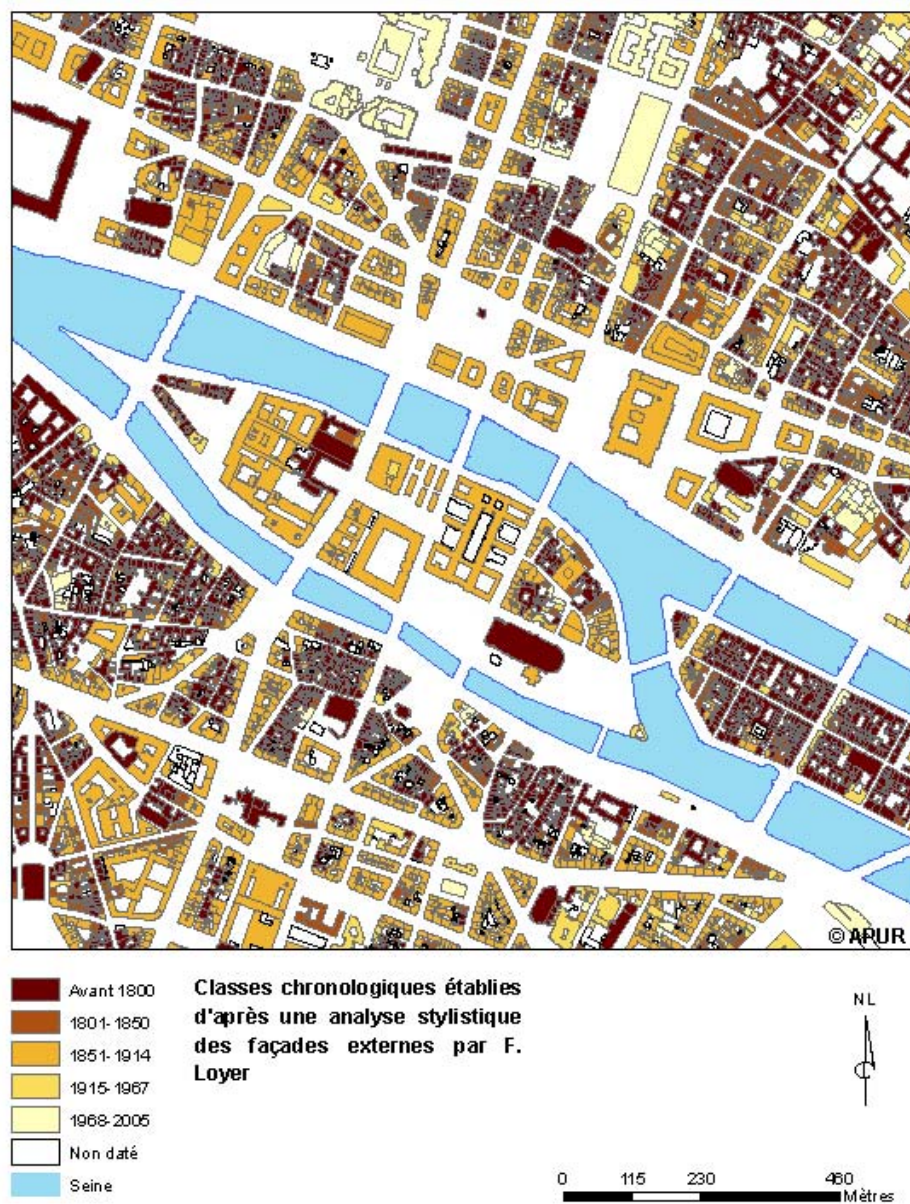 © APUR
Avant 1800
1801-1850
1851-1914
1915-1967
1968-2005
Non daté
Seine
Classes chronologiques établies
d'après une analyse stylistique
des façades externes par F.
Loyer
NL
0 115 230 460
Mètres